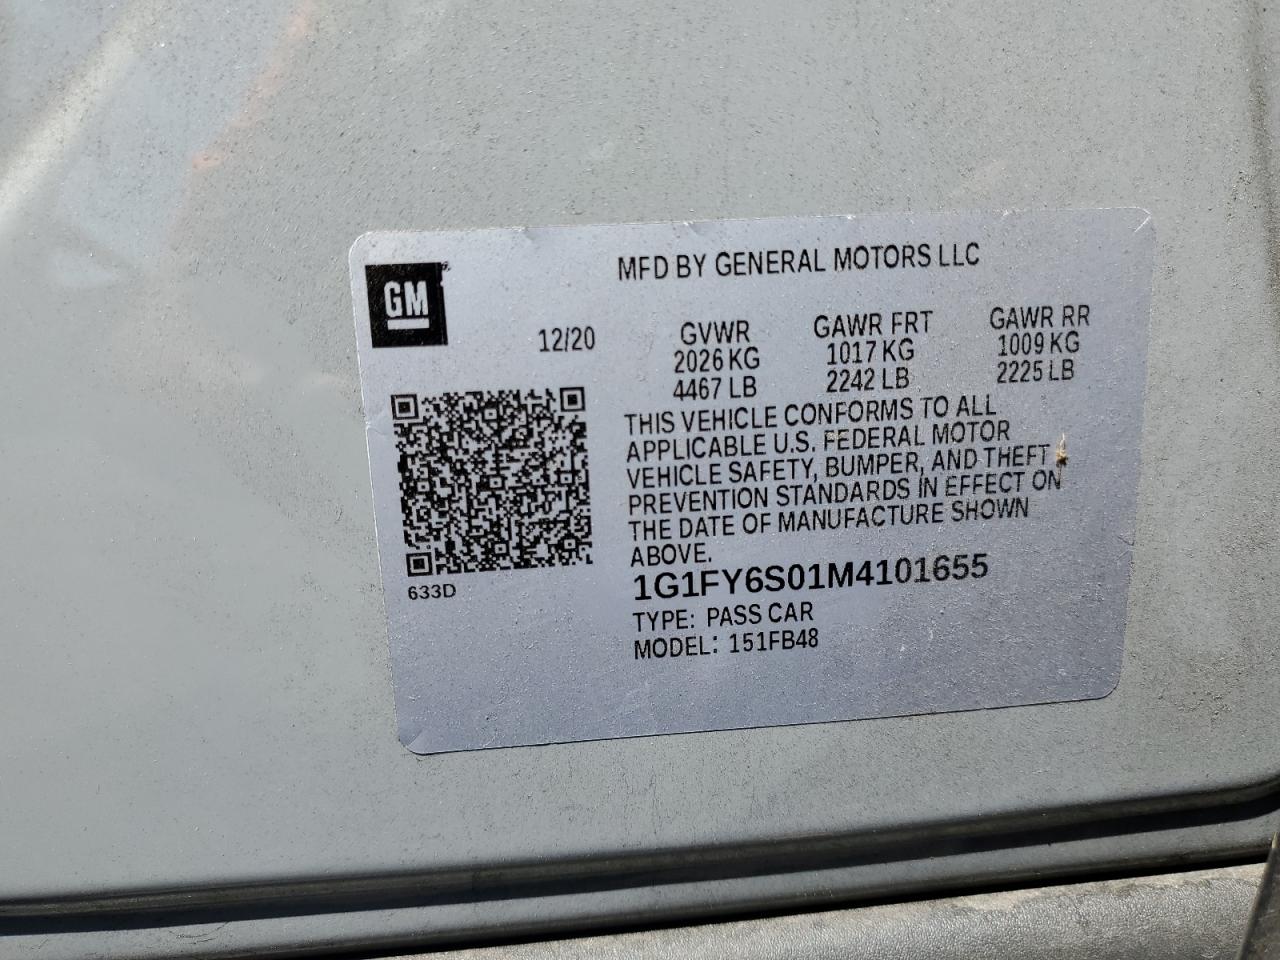 GM
MFD BY GENERAL MOTORS LLC
12/20
GVWR
2026 KG
4467 LB
GAWR FRT
1017 KG
2242 LB
GAWR RR
1009 KG
2225 LB
THIS VEHICLE CONFORMS TO ALL
APPLICABLE U.S. FEDERAL MOTOR
VEHICLE SAFETY, BUMPER, AND THEFT
PREVENTION STANDARDS IN EFFECT ON
THE DATE OF MANUFACTURE SHOWN
ABOVE.
633D
1G1FY6S01M4101655
TYPE: PASS CAR
MODEL: 151FB48